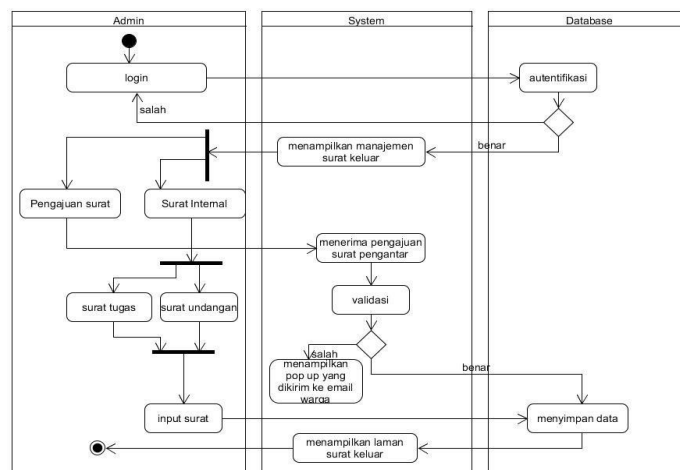 Admin
System
Database
login
autentifikasi
salah
benar
menampilkan manajemen
surat keluar
Pengajuan surat
Surat Internal
menerima pengajuan
surat pengantar
surat tugas
surat undangan
validasi
salah
menampilkan
pop up yang
dikirim ke email
warga
benar
input surat
menyimpan data
menampilkan laman
surat keluar